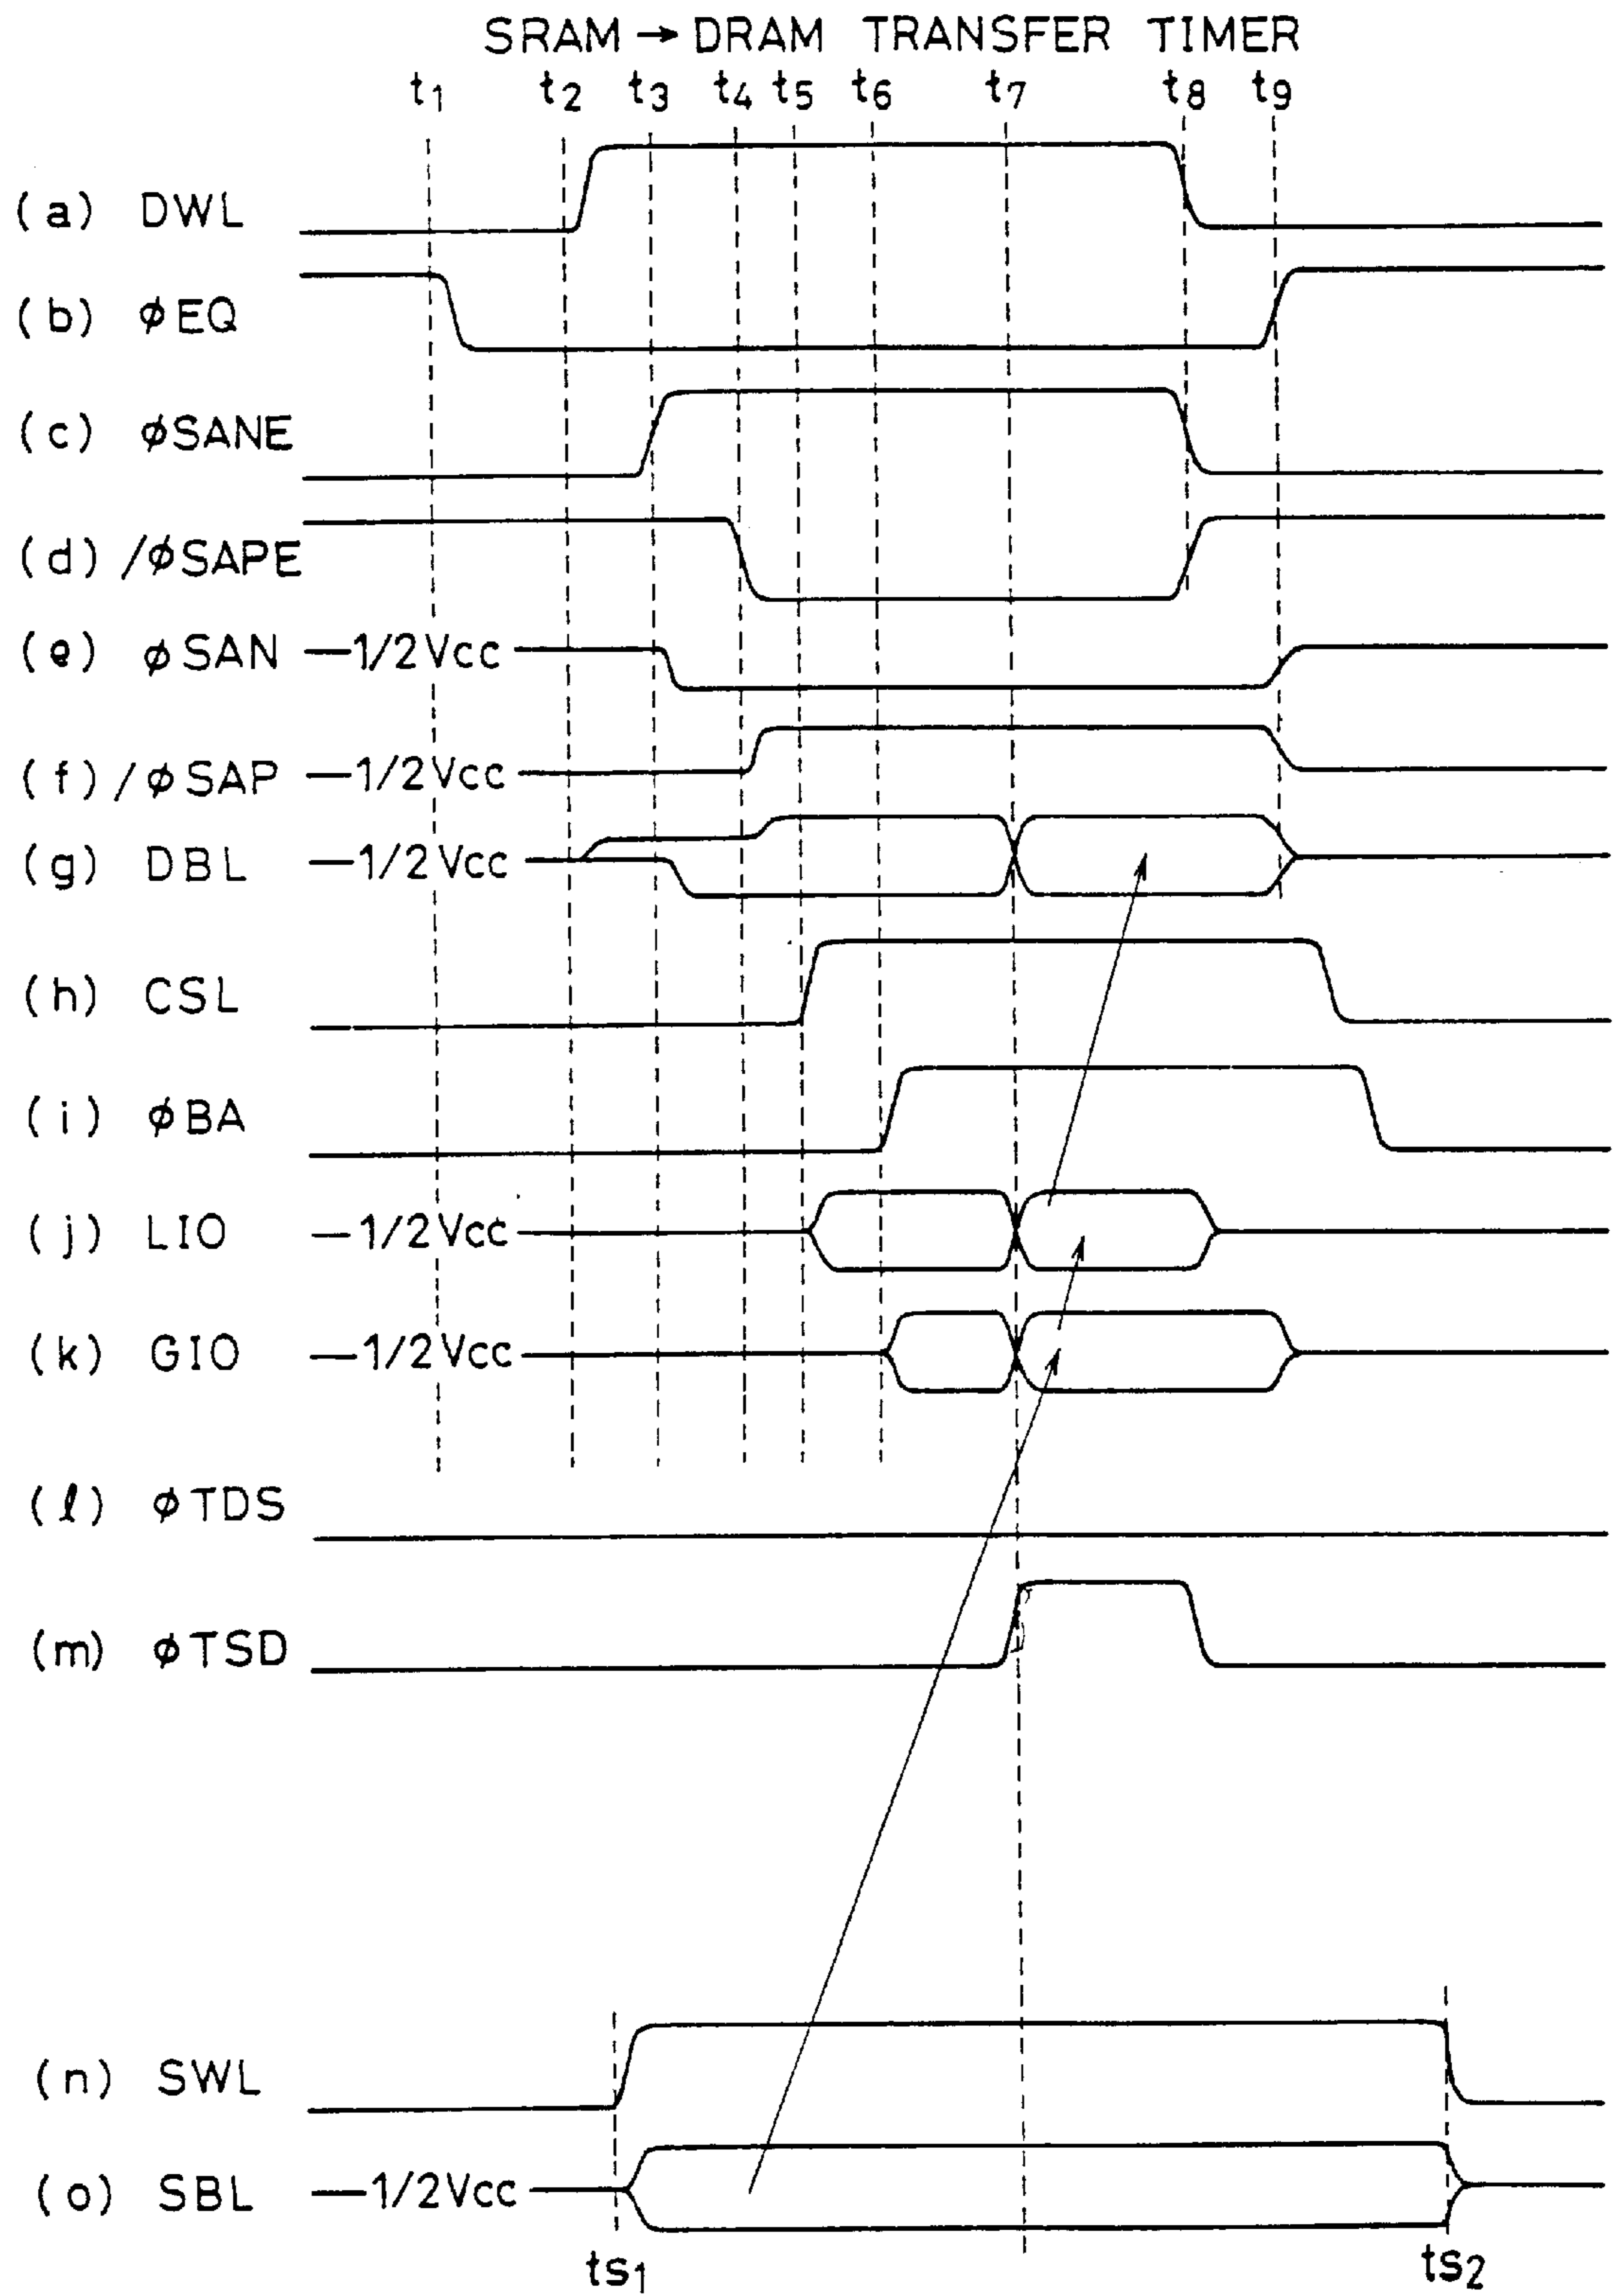 SRAM → DRAM TRANSFER TIMER
t1 t2 t3 t4 t5 t6 t7 t8 t9
(a) DWL
(b) ϕEQ
(c) ϕSANE
(d) /ϕSAPE
(e) ϕSAN —1/2Vcc
(f) /ϕSAP —1/2Vcc
(g) DBL —1/2Vcc
(h) CSL
(i) ϕBA
(j) LIO —1/2Vcc
(k) GIO —1/2Vcc
(l) ϕTDS
(m) ϕTSD
(n) SWL
(o) SBL —1/2Vcc
ts1 ts2